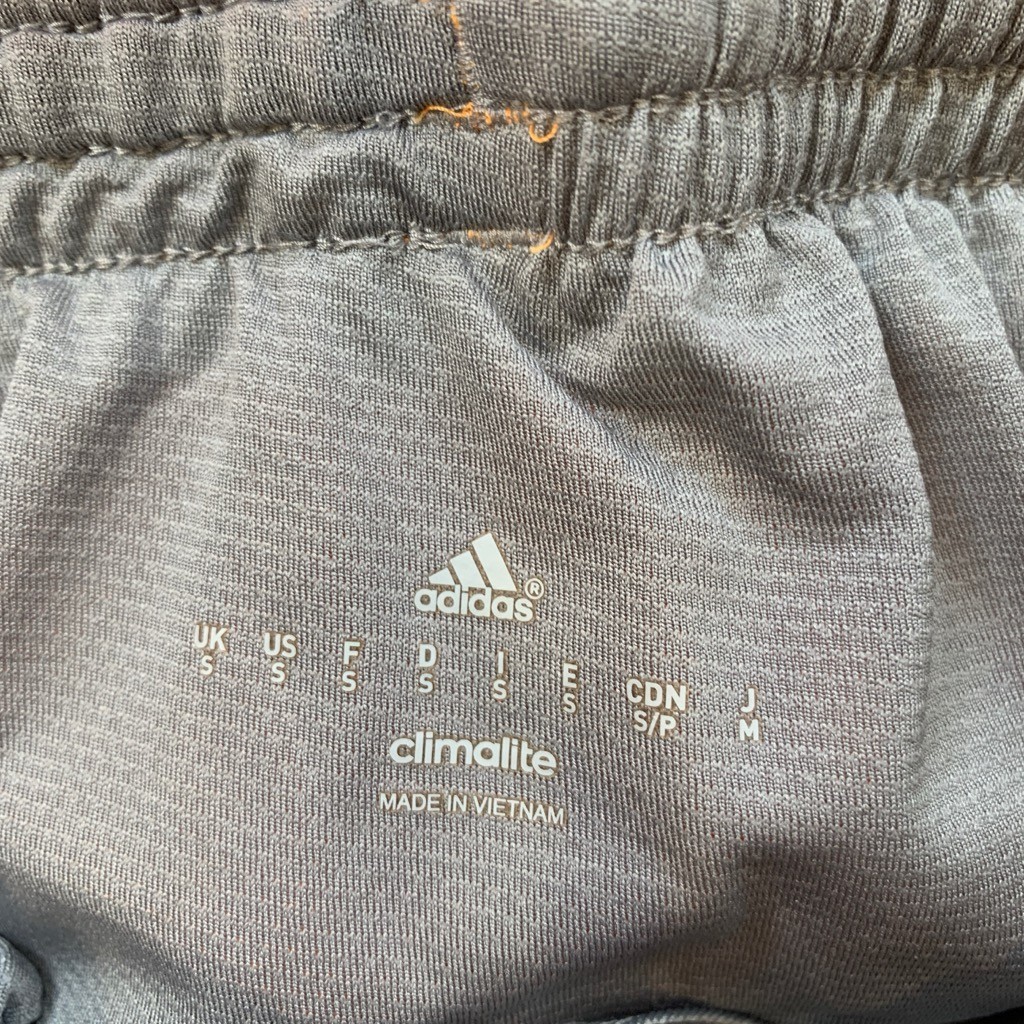 adidas®
UK US F D I E CDN J
S S S S S S S/P M
climalite
MADE IN VIETNAM